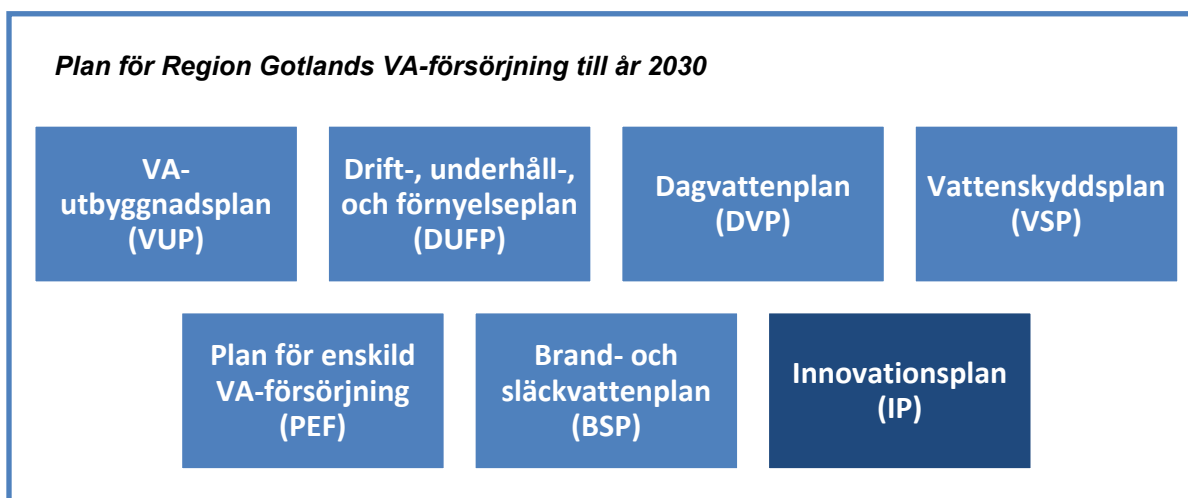 Plan för Region Gotlands VA-försörjning till år 2030
VA-
utbyggnadsplan
(VUP)
Drift-, underhåll-,
och förnyelseplan
(DUFP)
Dagvattenplan
(DVP)
Vattenskyddsplan
(VSP)
Plan för enskild
VA-försörjning
(PEF)
Brand- och
släckvattenplan
(BSP)
Innovationsplan
(IP)